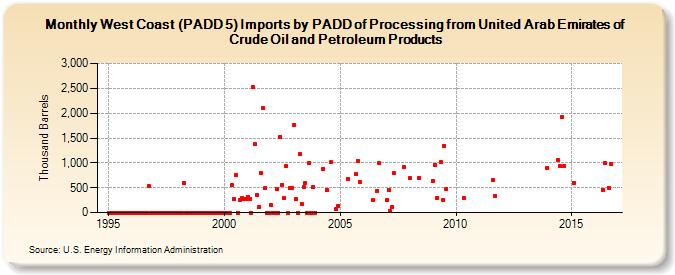 Monthly West Coast (PADD 5) Imports by PADD of Processing from United Arab Emirates of
Crude Oil and Petroleum Products
Thousand Barrels
3,000
2,500
2,000
1,500
1,000
500
0
1995 2000 2005 2010 2015
Source: U.S. Energy Information Administration